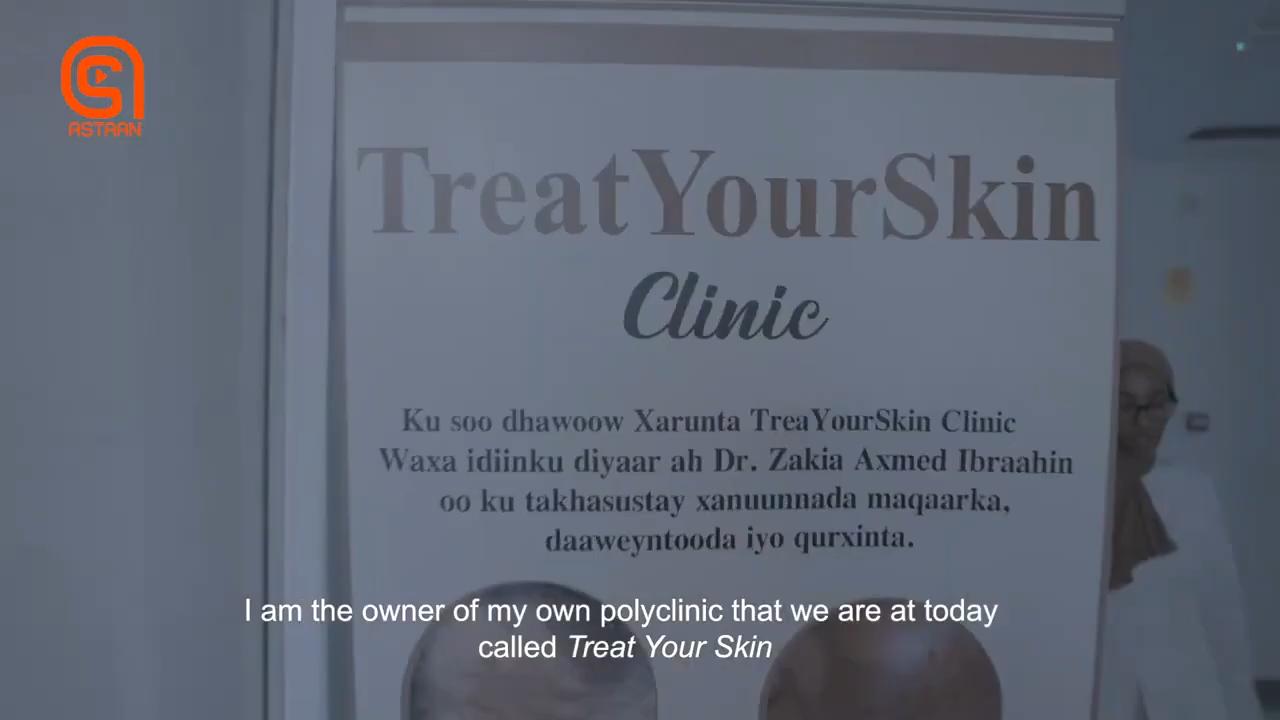 ASTAAN
TreatYourSkin
Clinic
Ku soo dhawoow Xarunta TreaYourSkin Clinic
Waxa idiinku diyaar ah Dr. Zakia Axmed Ibraahin
oo ku takhasustay xanuunnada maqaarka,
daaweyntooda iyo qurxinta.
I am the owner of my own polyclinic that we are at today
called Treat Your Skin